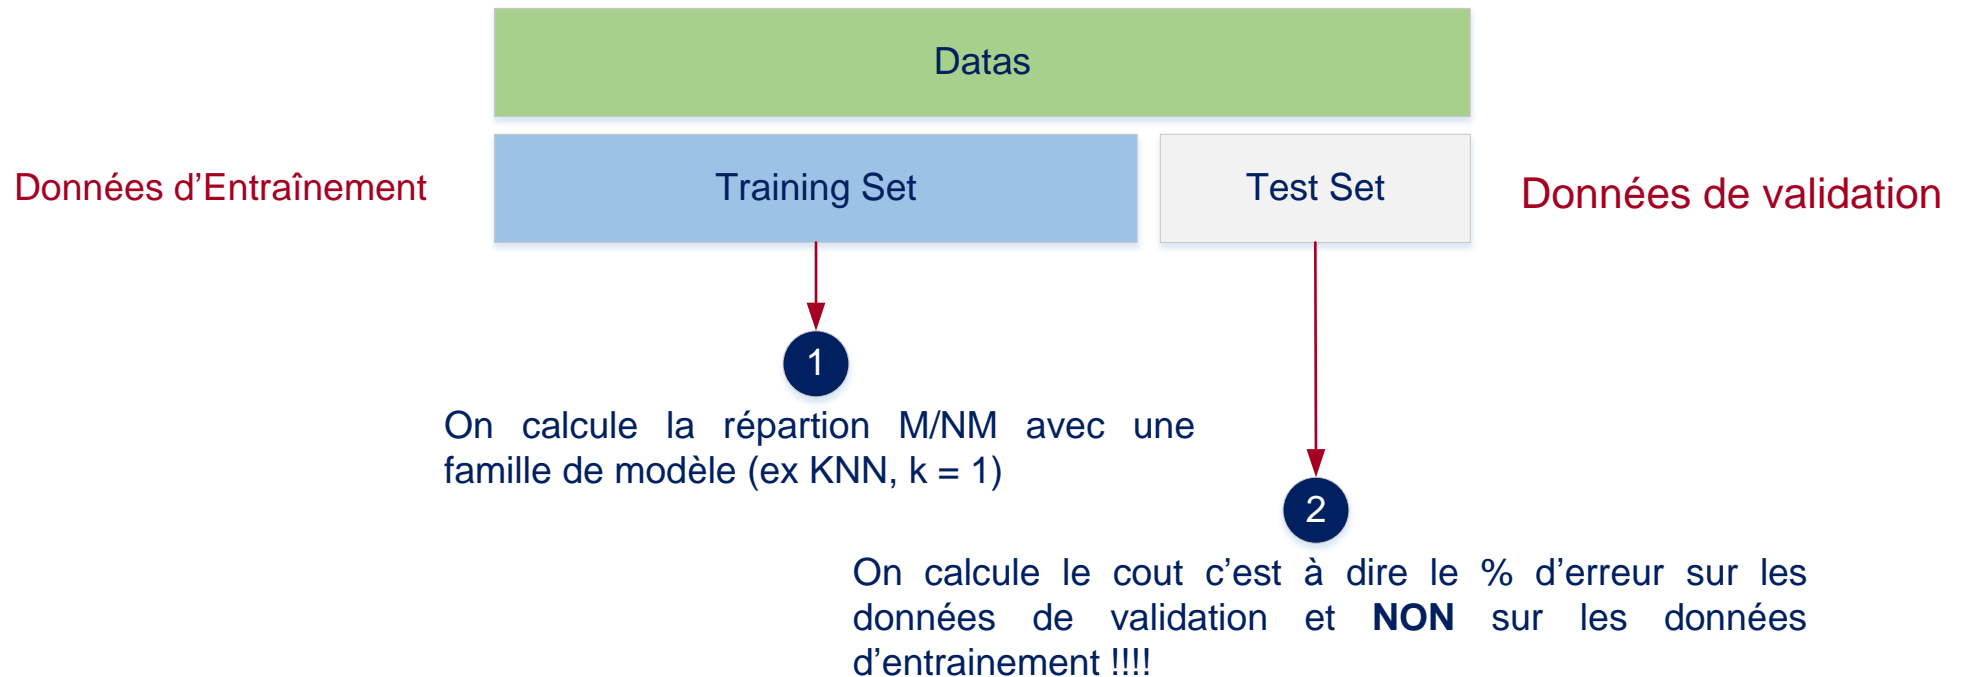 Datas
Données d’Entraînement
Training Set
Test Set
Données de validation
1
On calcule la répartion M/NM avec une
famille de modèle (ex KNN, k = 1)
2
On calcule le cout c’est à dire le % d’erreur sur les
données de validation et NON sur les données
d’entrainement !!!!